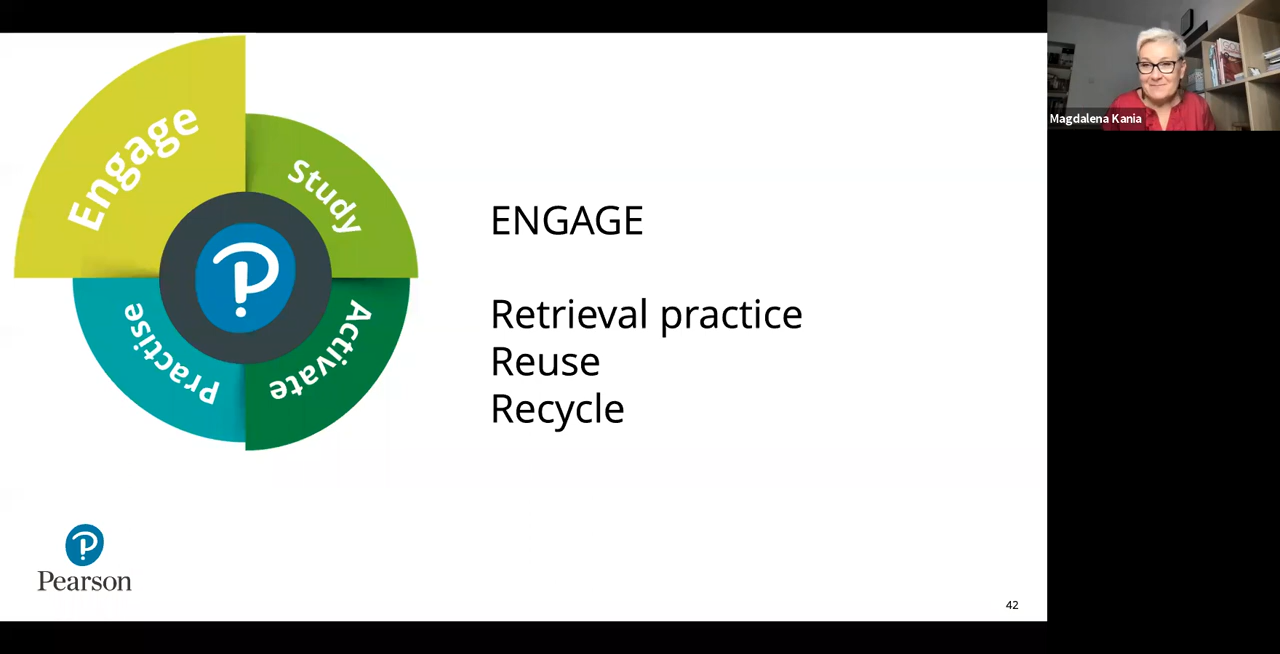 Engage
Study
Practise
Activate
ENGAGE
Retrieval practice
Reuse
Recycle
Pearson
42
Magdalena Kania